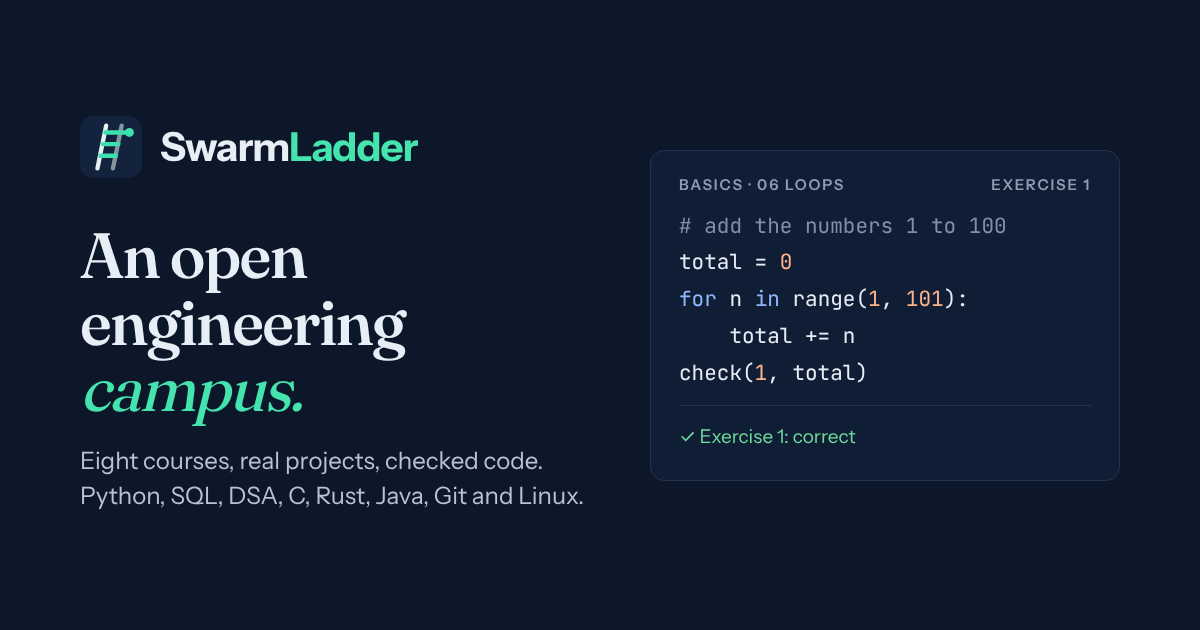 SwarmLadder
An open
engineering
campus.
Eight courses, real projects, checked code.
Python, SQL, DSA, C, Rust, Java, Git and Linux.
BASICS · 06 LOOPS
EXERCISE 1
# add the numbers 1 to 100
total = 0
for n in range(1, 101):
    total += n
check(1, total)
✓ Exercise 1: correct